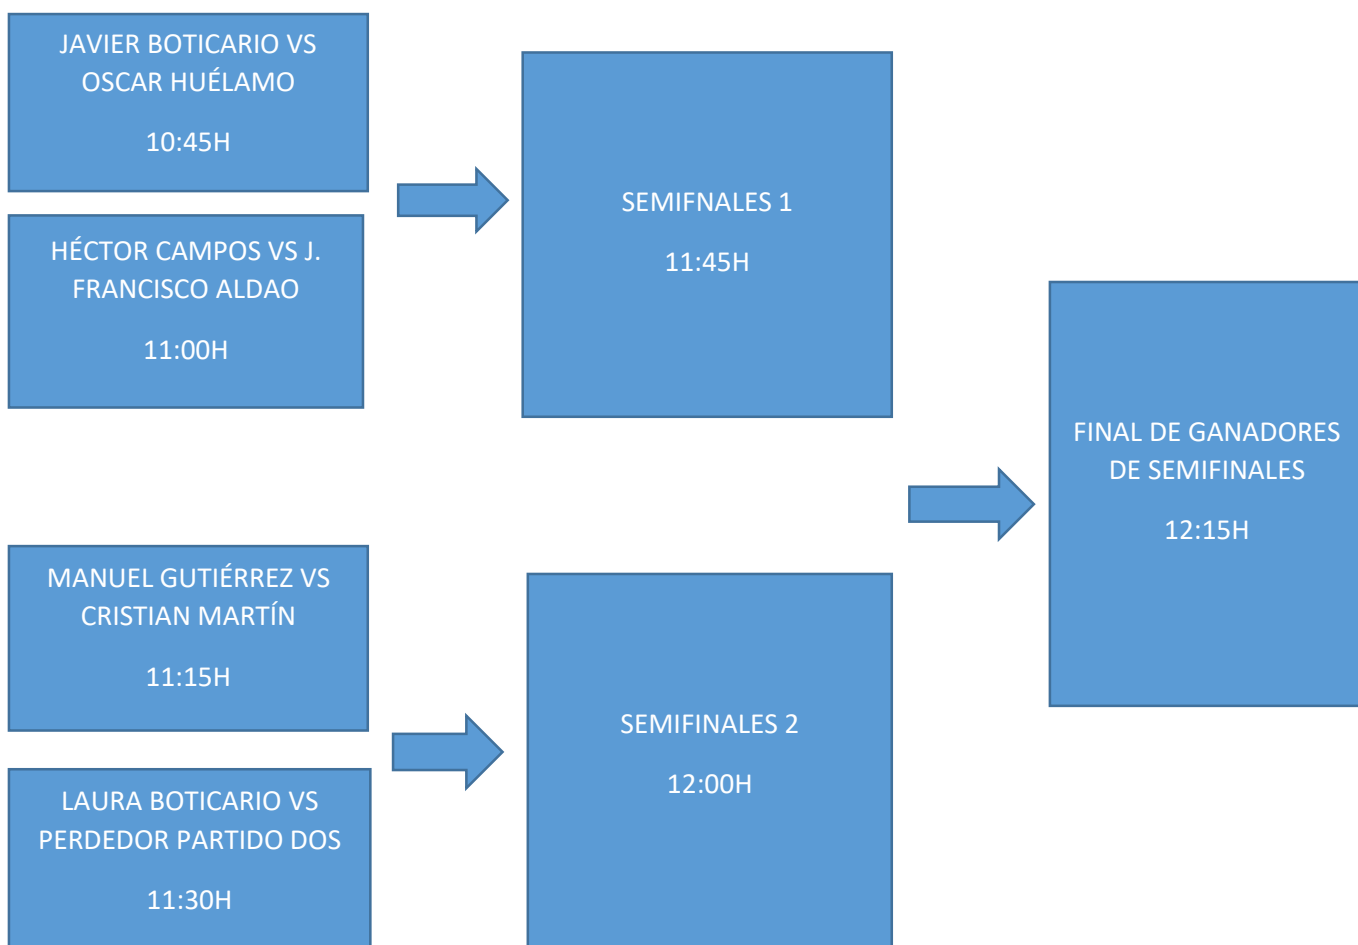 JAVIER BOTICARIO VS
OSCAR HUÉLAMO
10:45H
HÉCTOR CAMPOS VS J.
FRANCISCO ALDAO
11:00H
SEMIFNALES 1
11:45H
MANUEL GUTIÉRREZ VS
CRISTIAN MARTÍN
11:15H
LAURA BOTICARIO VS
PERDEDOR PARTIDO DOS
11:30H
SEMIFINALES 2
12:00H
FINAL DE GANADORES
DE SEMIFINALES
12:15H